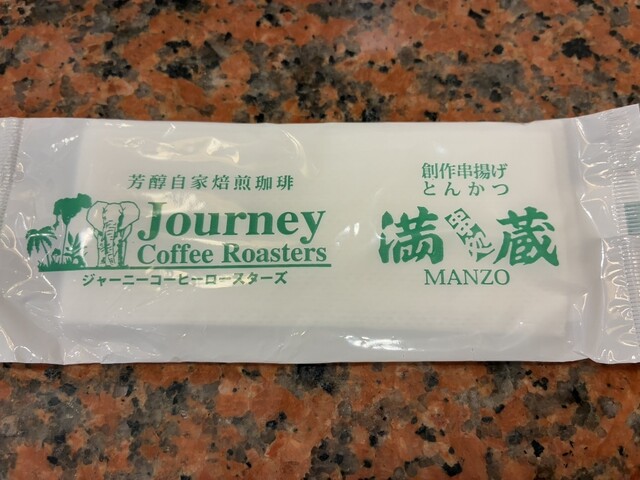 芳醇自家焙煎珈琲
Journey
Coffee Roasters
ジャーニーコーヒーロースターズ
創作串揚げ
とんかつ
満
蔵
MANZO